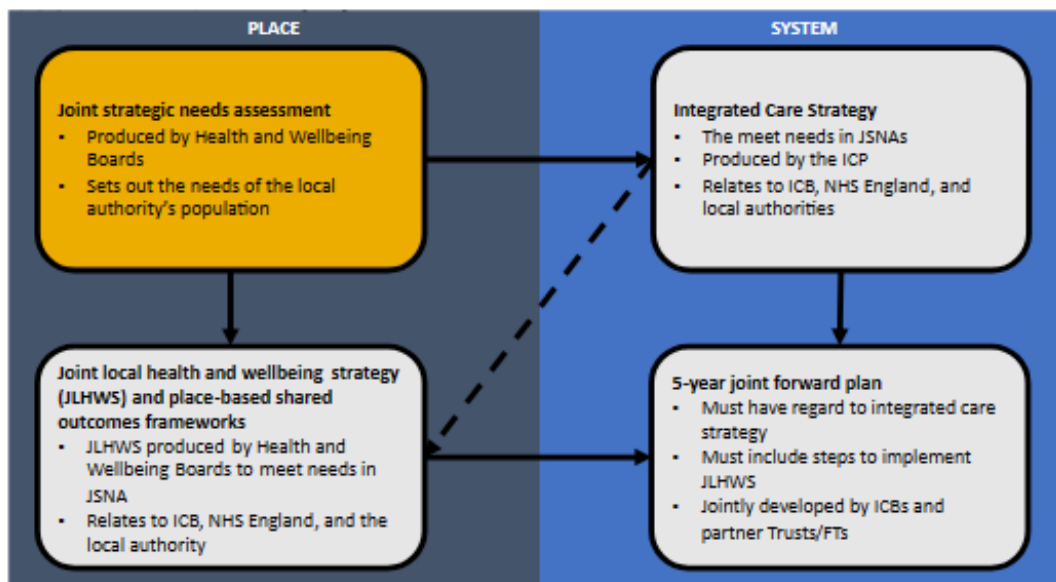 PLACE
SYSTEM
Joint strategic needs assessment
▪ Produced by Health and Wellbeing
Boards
▪ Sets out the needs of the local
authority's population
Integrated Care Strategy
▪ The meet needs in JSNAs
▪ Produced by the ICP
▪ Relates to ICB, NHS England, and
local authorities
Joint local health and wellbeing strategy
(JLHWS) and place-based shared
outcomes frameworks
▪ JLHWS produced by Health and
Wellbeing Boards to meet needs in
JSNA
▪ Relates to ICB, NHS England, and the
local authority
5-year joint forward plan
▪ Must have regard to integrated care
strategy
▪ Must include steps to implement
JLHWS
▪ Jointly developed by ICBs and
partner Trusts/FTs